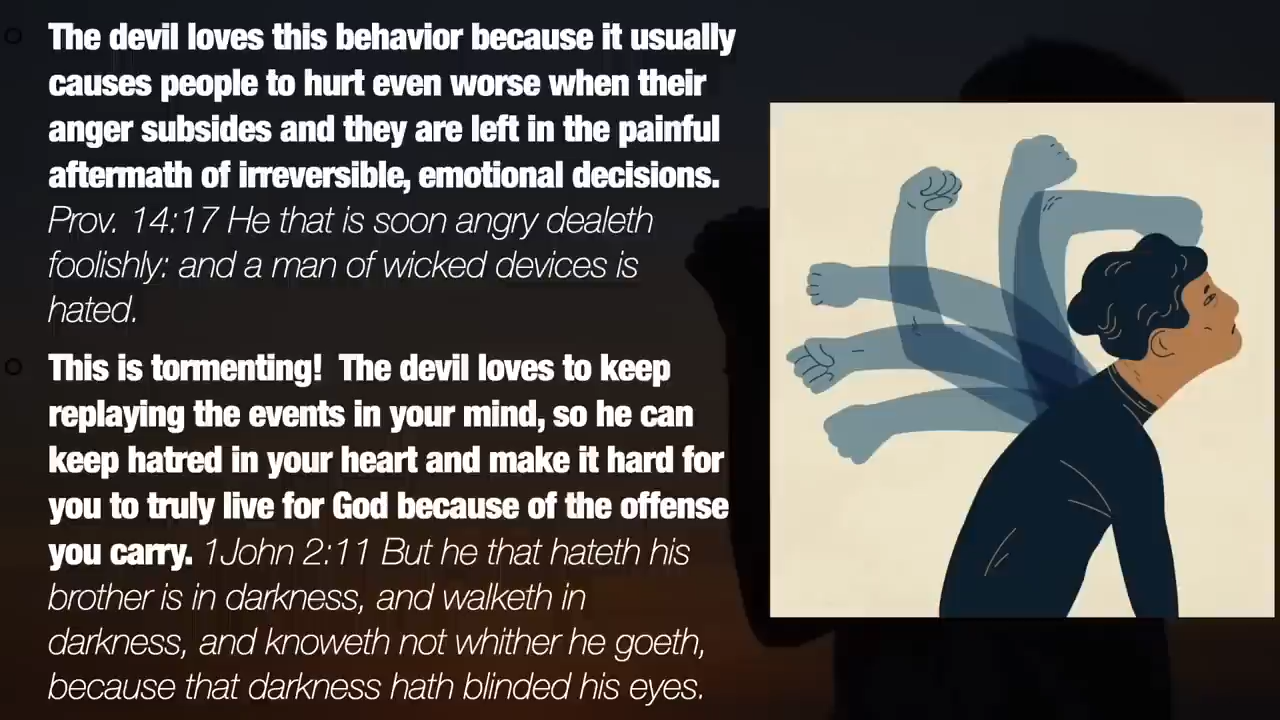 The devil loves this behavior because it usually
causes people to hurt even worse when their
anger subsides and they are left in the painful
aftermath of irreversible, emotional decisions.
Prov. 14:17 He that is soon angry dealeth
foolishly: and a man of wicked devices is
hated.
This is tormenting!  The devil loves to keep
replaying the events in your mind, so he can
keep hatred in your heart and make it hard for
you to truly live for God because of the offense
you carry. 1John 2:11 But he that hateth his
brother is in darkness, and walketh in
darkness, and knoweth not whither he goeth,
because that darkness hath blinded his eyes.